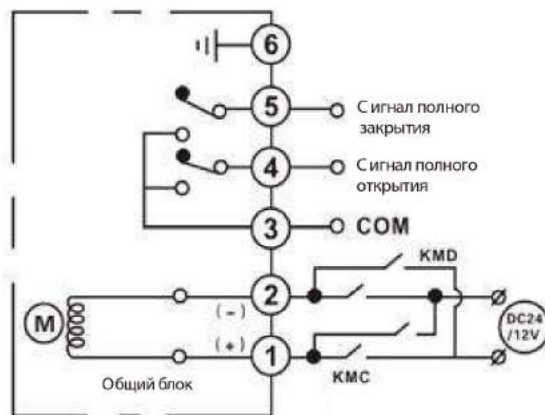 6
5
Сигнал полного
закрытия
4
Сигнал полного
открытия
3
COM
KMD
2
(-)
M
DC24
/12V
(+)
1
KMC
Общий блок